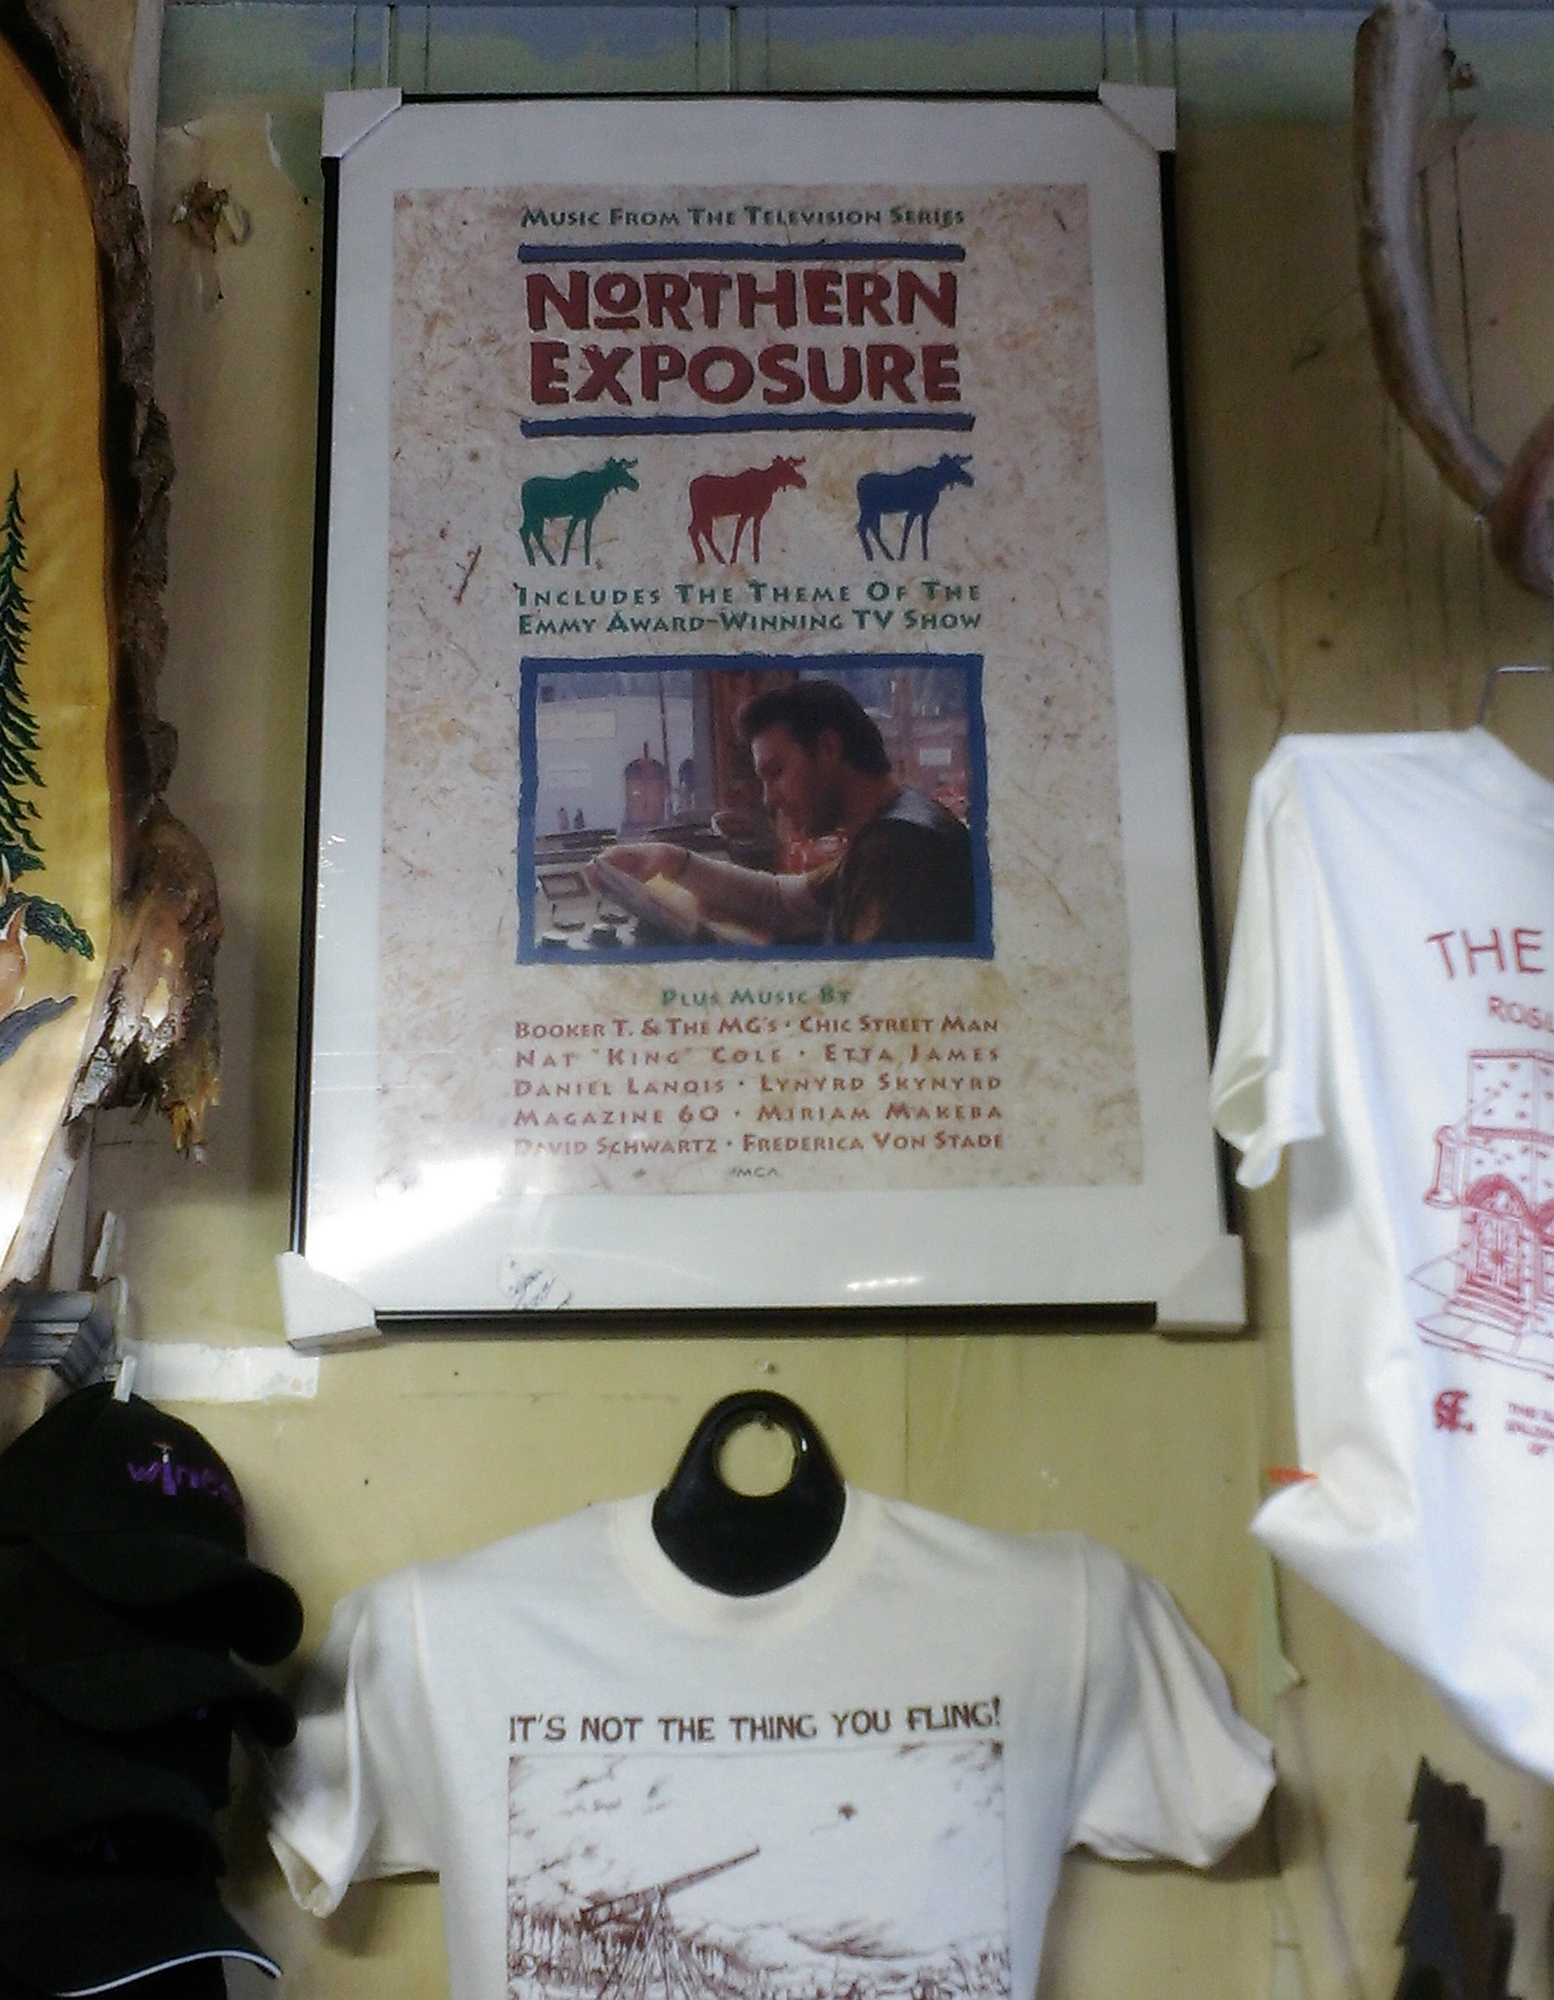 MUSIC FROM THE TELEVISION SERIES
NORTHERN
EXPOSURE
INCLUDES THE THEME OF THE
EMMY AWARD-WINNING TV SHOW
PLUS MUSIC BY
BOOKER T. & THE MG'S · CHIC STREET MAN
NAT "KING" COLE · ETTA JAMES
DANIEL LANOIS · LYNYRD SKYNYRD
MAGAZINE 60 · MIRIAM MAKEBA
DAVID SCHWARTZ · FREDERICA VON STADE
MCA
THE
wines
IT'S NOT THE THING YOU FLING!